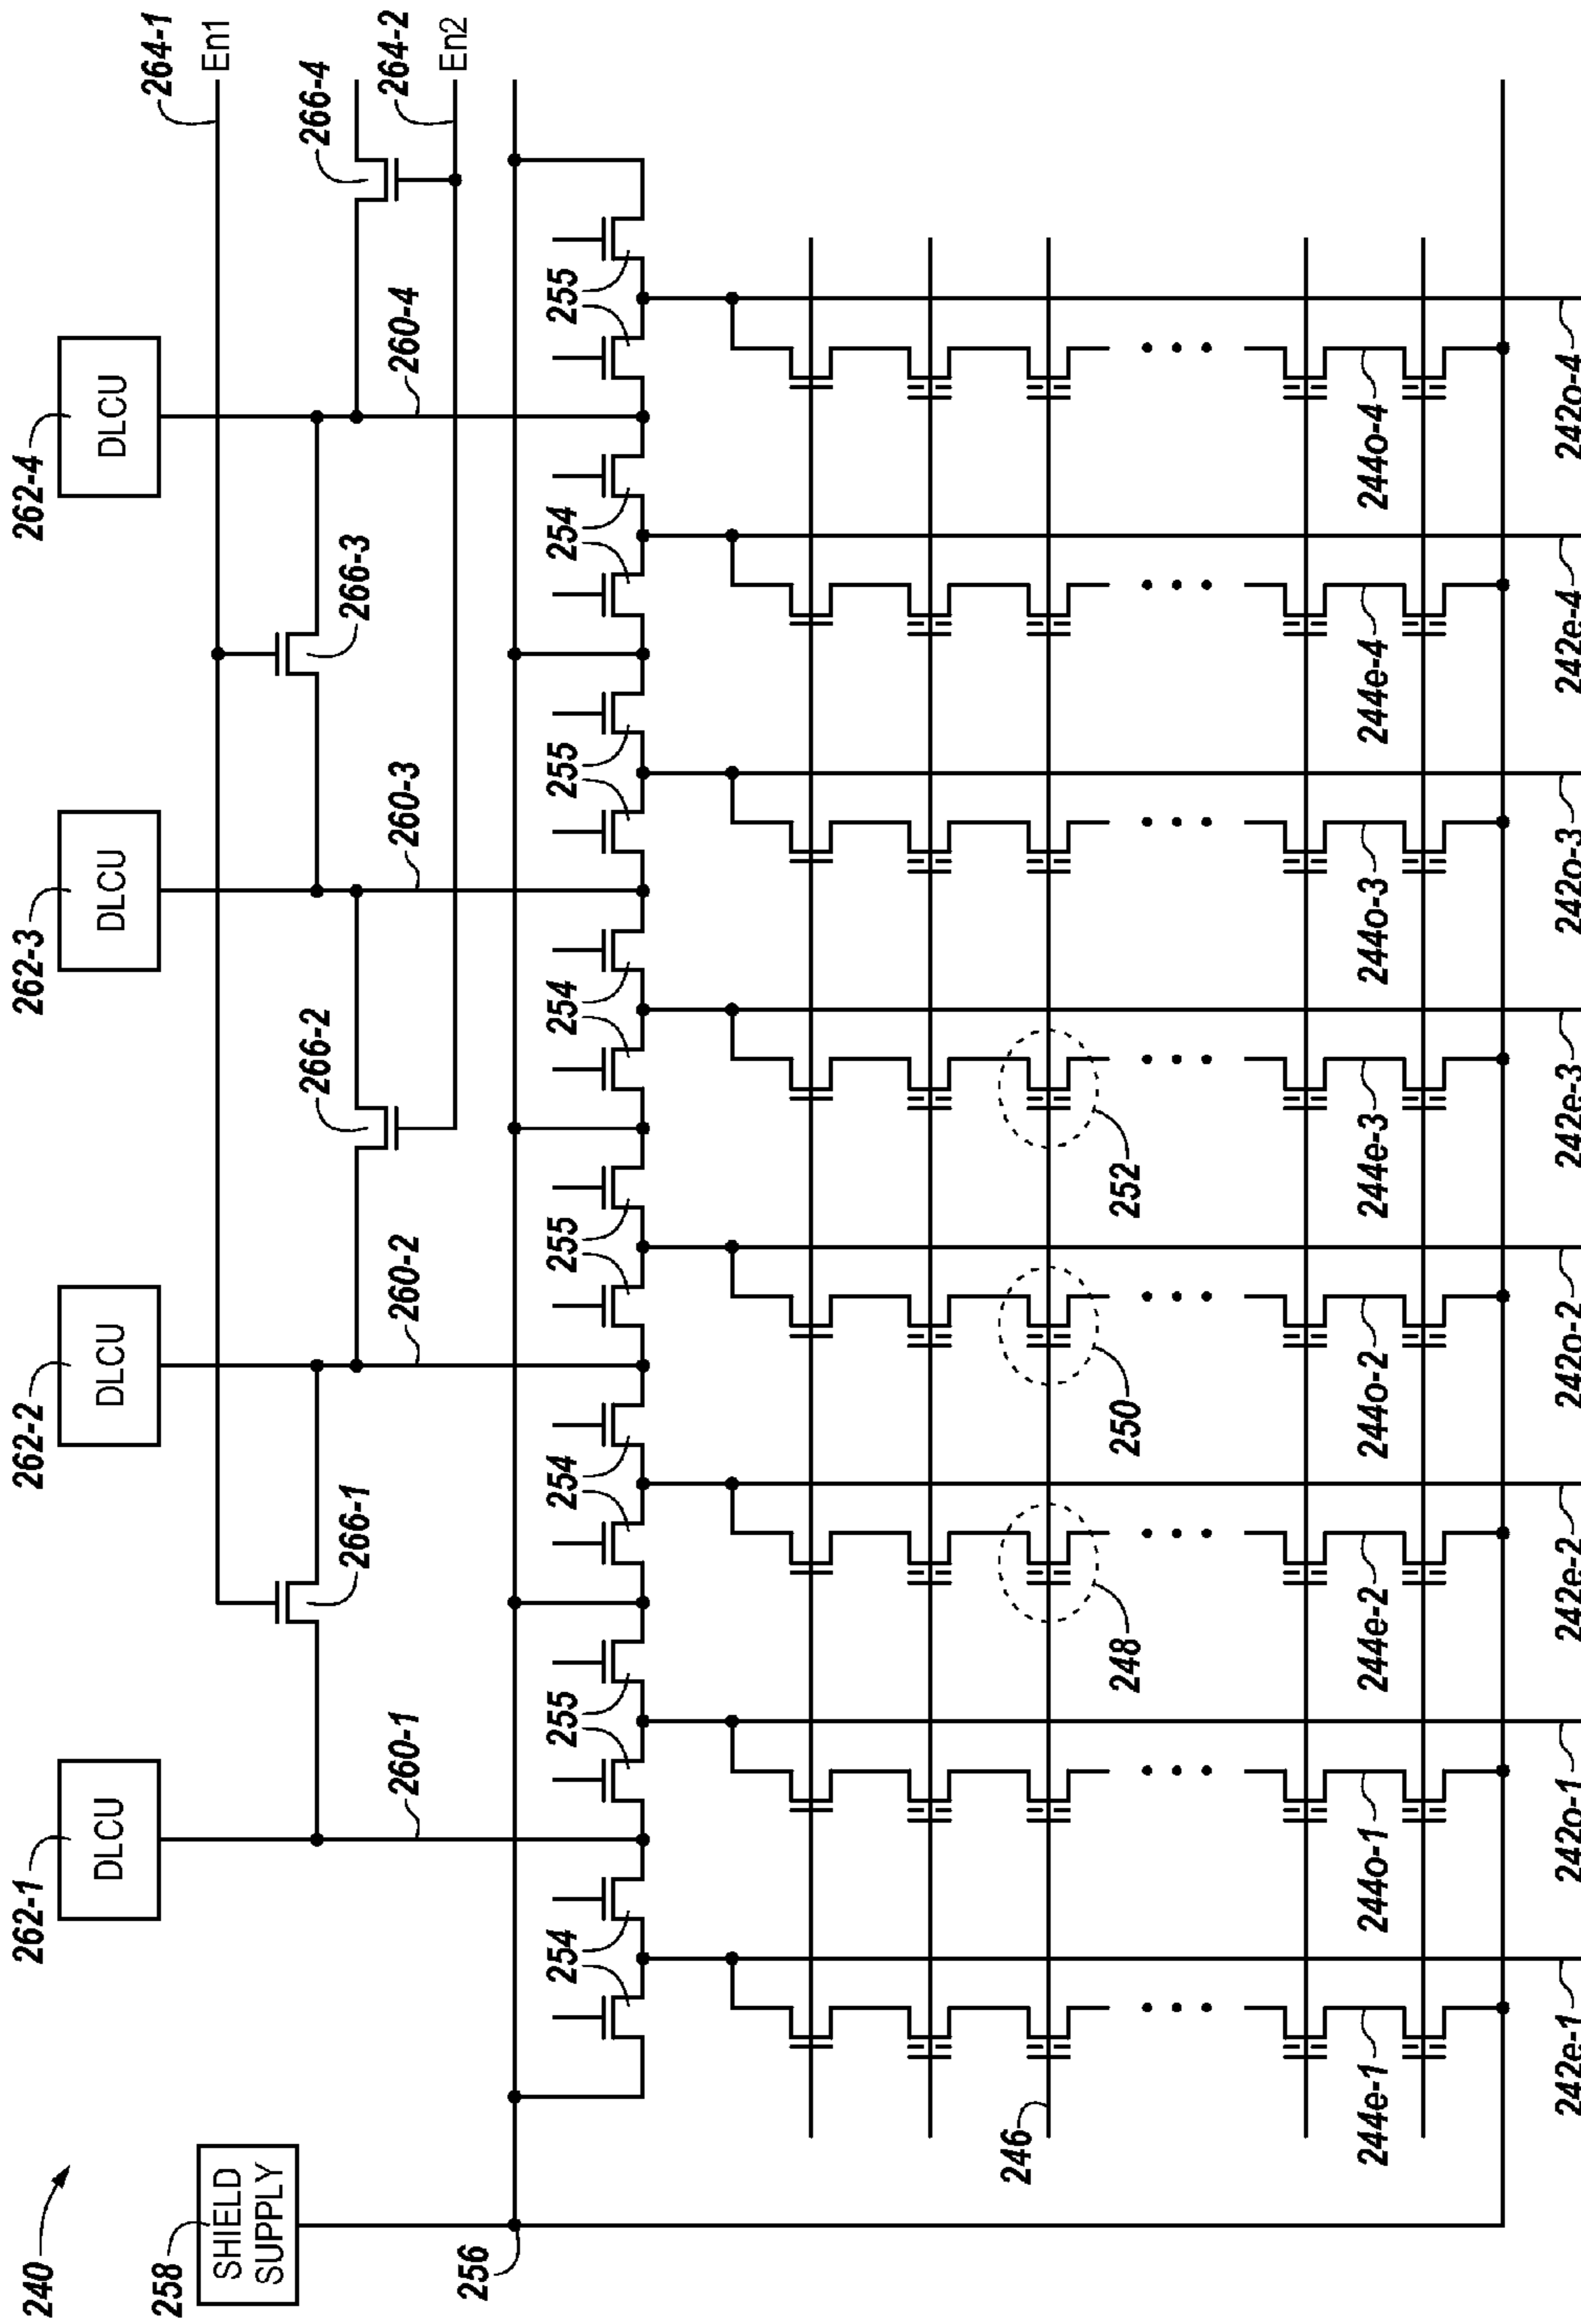 240
258
SHIELD
SUPPLY
256
262-1
DLCU
262-2
DLCU
262-3
DLCU
262-4
DLCU
264-1
En1
266-1
266-2
266-3
266-4
264-2
En2
260-1
260-2
260-3
260-4
254
255
254
255
254
255
254
255
246
248
250
252
244e-1
244o-1
244e-2
244o-2
244e-3
244o-3
244e-4
244o-4
242e-1
242o-1
242e-2
242o-2
242e-3
242o-3
242e-4
242o-4